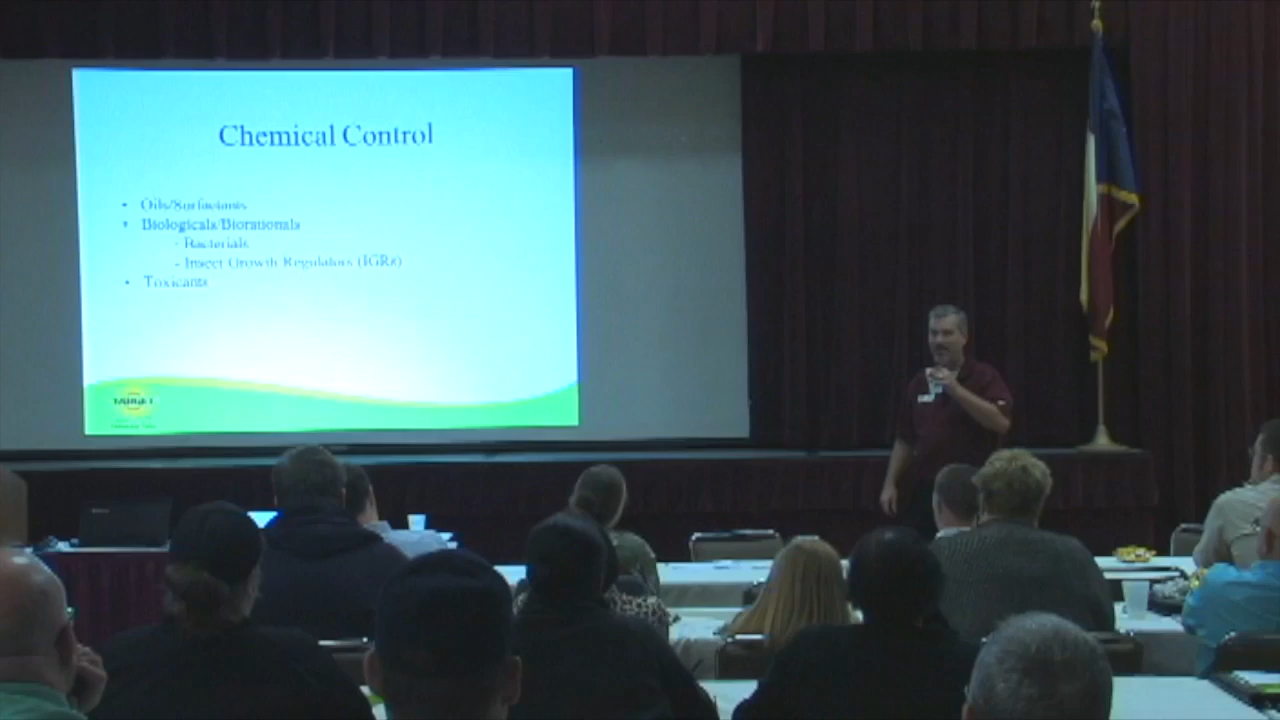 Chemical Control
• Oils/Surfactants
• Biologicals/Biorationals
- Bacterials
- Insect Growth Regulators (IGRs)
• Toxicants